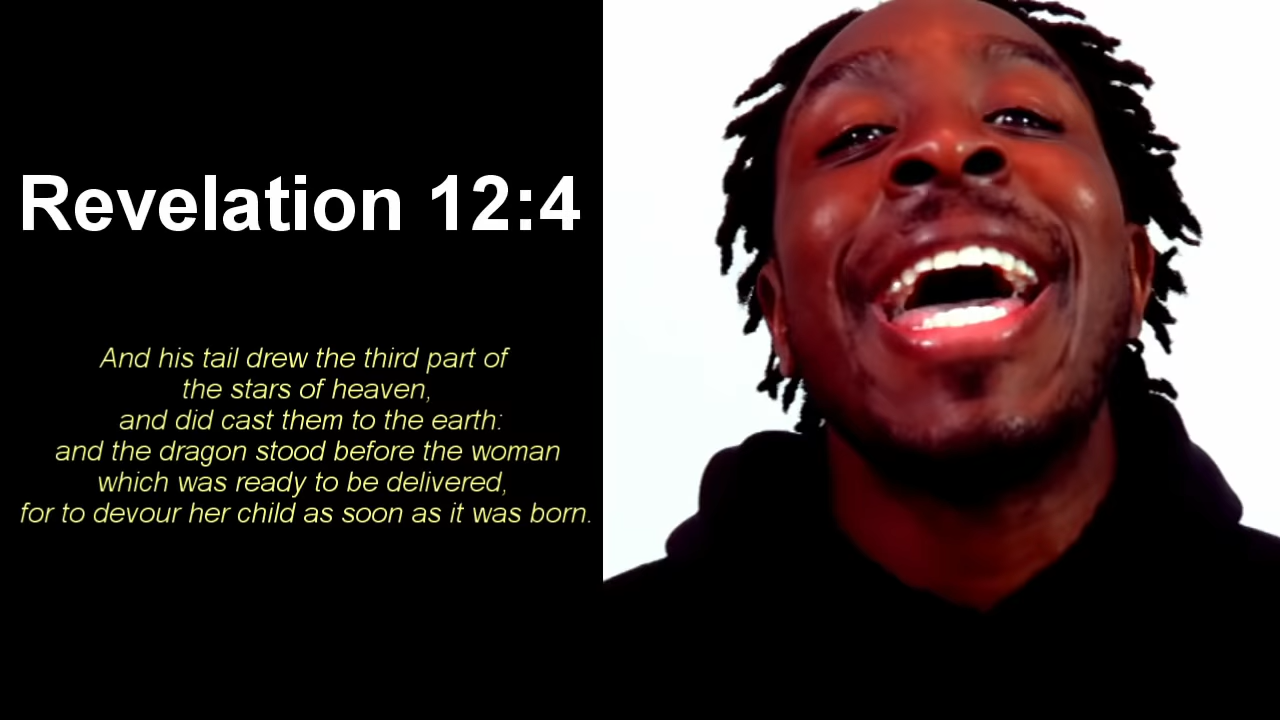 Revelation 12:4
And his tail drew the third part of
the stars of heaven,
and did cast them to the earth:
and the dragon stood before the woman
which was ready to be delivered,
for to devour her child as soon as it was born.